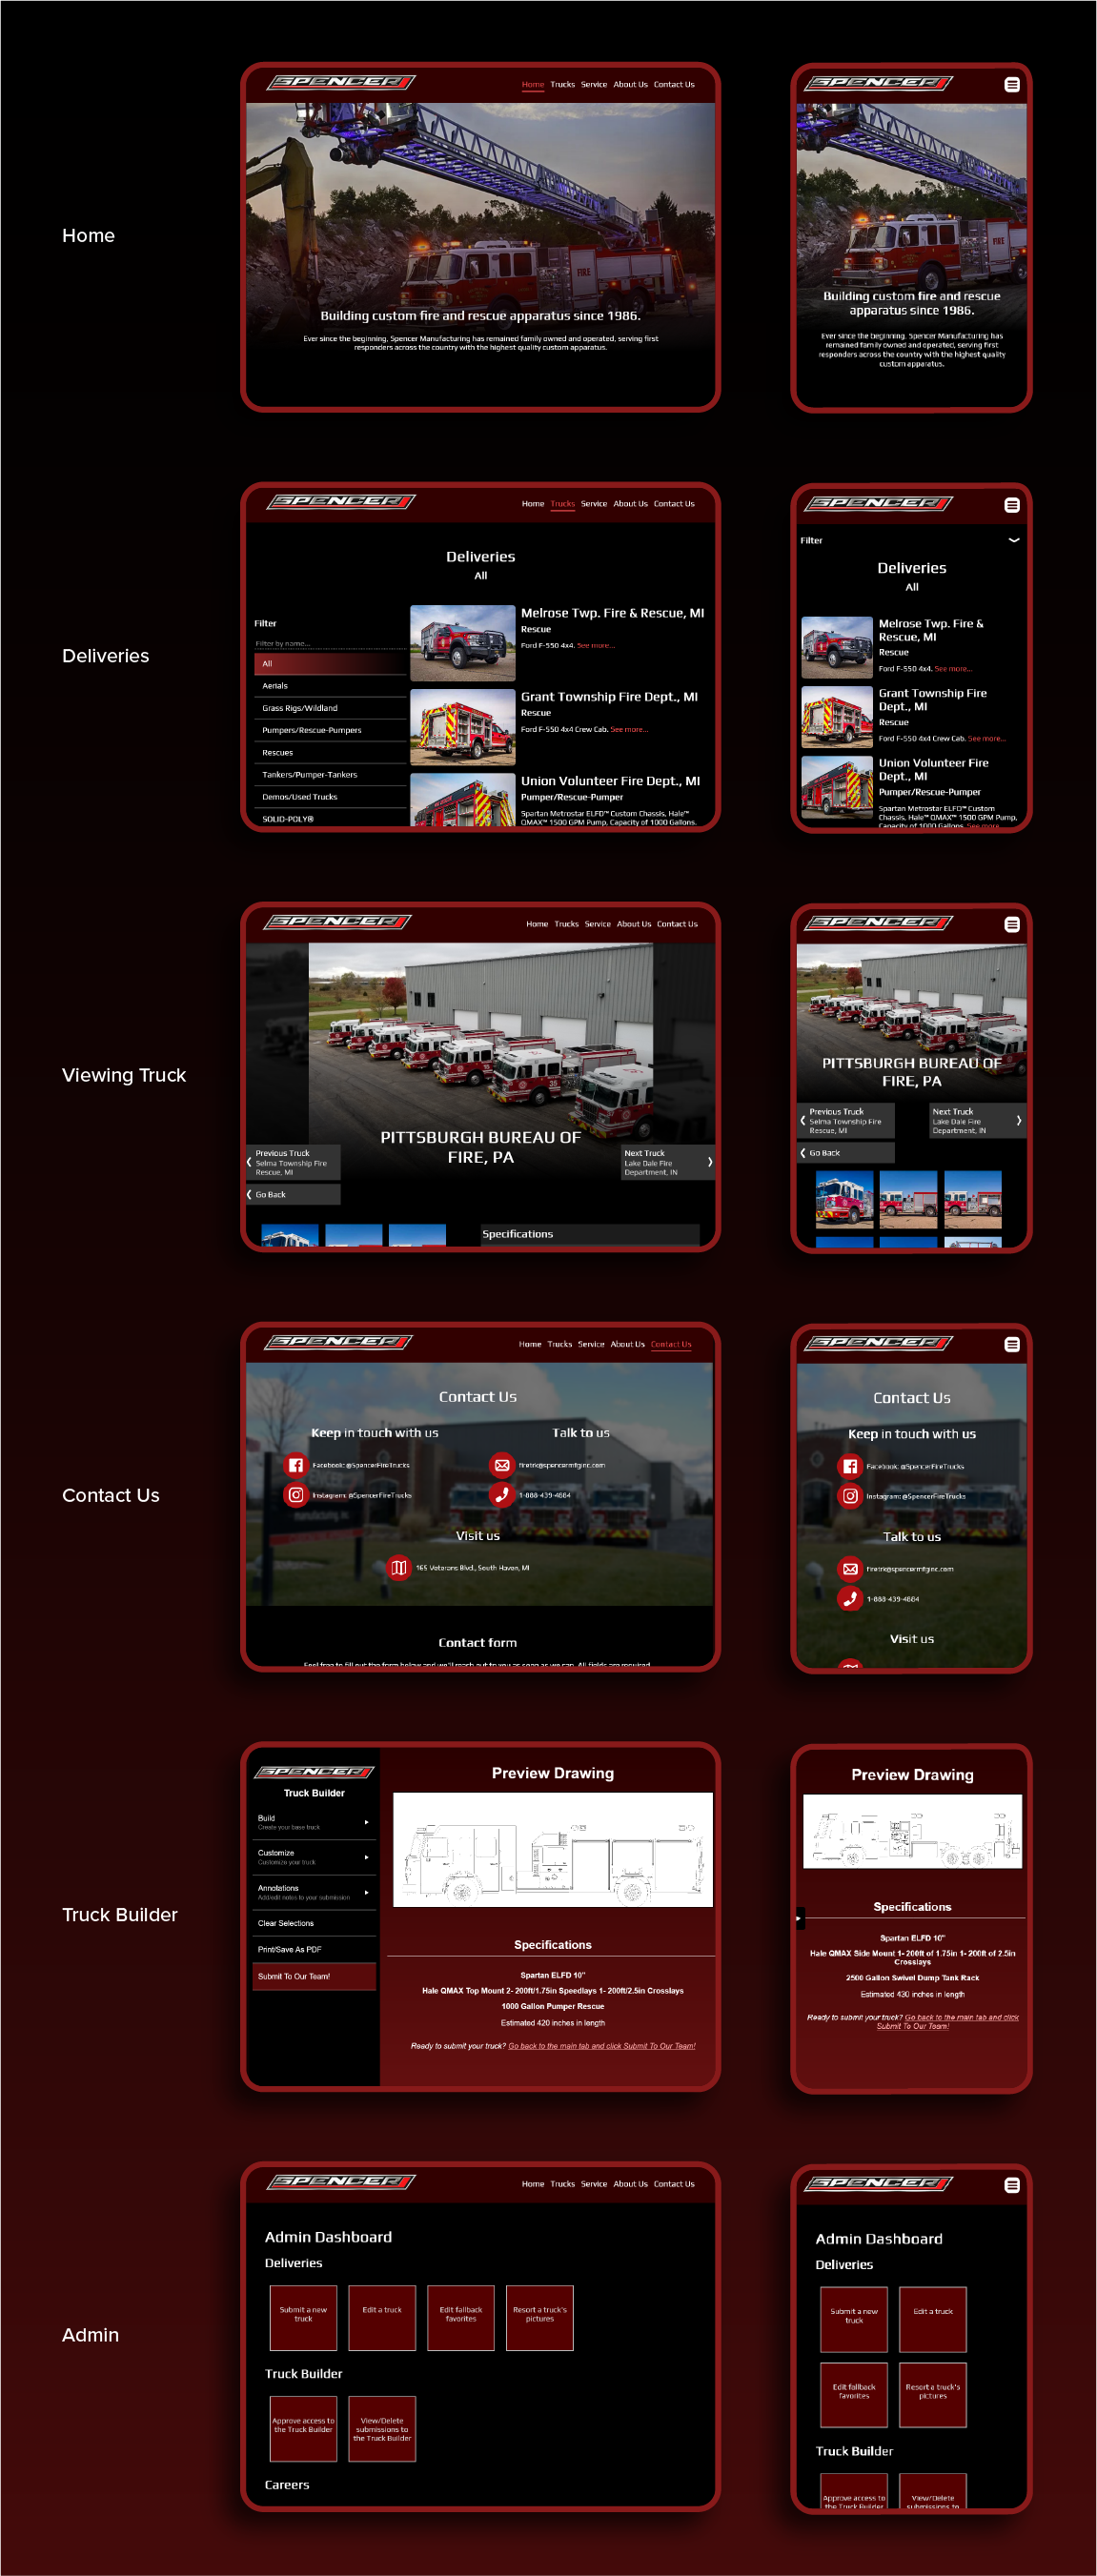 Home
SPENCER
Home Trucks Service About Us Contact Us
FIRE
Building custom fire and rescue apparatus since 1986.
Ever since the beginning, Spencer Manufacturing has remained family owned and operated, serving first
responders across the country with the highest quality custom apparatus.
SPENCER
FIRE
Building custom fire and rescue
apparatus since 1986.
Ever since the beginning, Spencer Manufacturing has
remained family owned and operated, serving first
responders across the country with the highest quality
custom apparatus.
Deliveries
SPENCER
Home Trucks Service About Us Contact Us
Deliveries
All
Filter
Filter by name...
All
Aerials
Grass Rigs/Wildland
Pumpers/Rescue-Pumpers
Rescues
Tankers/Pumper-Tankers
Demos/Used Trucks
SOLID-POLY®
Melrose Twp. Fire & Rescue, MI
Rescue
Ford F-550 4x4. See more...
Grant Township Fire Dept., MI
Rescue
Ford F-550 4x4 Crew Cab. See more...
Union Volunteer Fire Dept., MI
Pumper/Rescue-Pumper
Spartan Metrostar ELFD™ Custom Chassis, Hale™
QMAX™ 1500 GPM Pump, Capacity of 1000 Gallons.
SPENCER
Filter
Deliveries
All
Melrose Twp. Fire &
Rescue, MI
Rescue
Ford F-550 4x4. See more...
Grant Township Fire
Dept., MI
Rescue
Ford F-550 4x4 Crew Cab. See more...
Union Volunteer Fire
Dept., MI
Pumper/Rescue-Pumper
Spartan Metrostar ELFD™ Custom
Chassis, Hale™ QMAX™ 1500 GPM Pump,
Capacity of 1000 Gallons. See more
Viewing Truck
SPENCER
Home Trucks Service About Us Contact Us
PITTSBURGH BUREAU OF
FIRE, PA
Previous Truck
Selma Township Fire
Rescue, MI
Go Back
Next Truck
Lake Dale Fire
Department, IN
Specifications
SPENCER
PITTSBURGH BUREAU OF
FIRE, PA
Previous Truck
Selma Township Fire
Rescue, MI
Go Back
Next Truck
Lake Dale Fire
Department, IN
Contact Us
SPENCER
Home Trucks Service About Us Contact Us
Contact Us
Keep in touch with us
Facebook: @SpencerFireTrucks
Instagram: @SpencerFireTrucks
Talk to us
firetrk@spencermfginc.com
1-888-439-4884
Visit us
165 Veterans Blvd., South Haven, MI
Contact form
Feel free to fill out the form below and we'll reach out to you as soon as we can. All fields are required.
SPENCER
Contact Us
Keep in touch with us
Facebook: @SpencerFireTrucks
Instagram: @SpencerFireTrucks
Talk to us
firetrk@spencermfginc.com
1-888-439-4884
Visit us
Truck Builder
SPENCER
Truck Builder
Build
Create your base truck
Customize
Customize your truck
Annotations
Add/edit notes to your submission
Clear Selections
Print/Save As PDF
Submit To Our Team!
Preview Drawing
Specifications
Spartan ELFD 10"
Hale QMAX Top Mount 2- 200ft/1.75in Speedlays 1- 200ft/2.5in Crosslays
1000 Gallon Pumper Rescue
Estimated 420 inches in length
Ready to submit your truck? Go back to the main tab and click Submit To Our Team!
Preview Drawing
Specifications
Spartan ELFD 10"
Hale QMAX Side Mount 1- 200ft of 1.75in 1- 200ft of 2.5in
Crosslays
2500 Gallon Swivel Dump Tank Rack
Estimated 430 inches in length
Ready to submit your truck? Go back to the main tab and click
Submit To Our Team!
Admin
SPENCER
Home Trucks Service About Us Contact Us
Admin Dashboard
Deliveries
Submit a new
truck
Edit a truck
Edit fallback
favorites
Resort a truck's
pictures
Truck Builder
Approve access to
the Truck Builder
View/Delete
submissions to
the Truck Builder
Careers
SPENCER
Admin Dashboard
Deliveries
Submit a new
truck
Edit a truck
Edit fallback
favorites
Resort a truck's
pictures
Truck Builder
Approve access to
the Truck Builder
View/Delete
submissions to